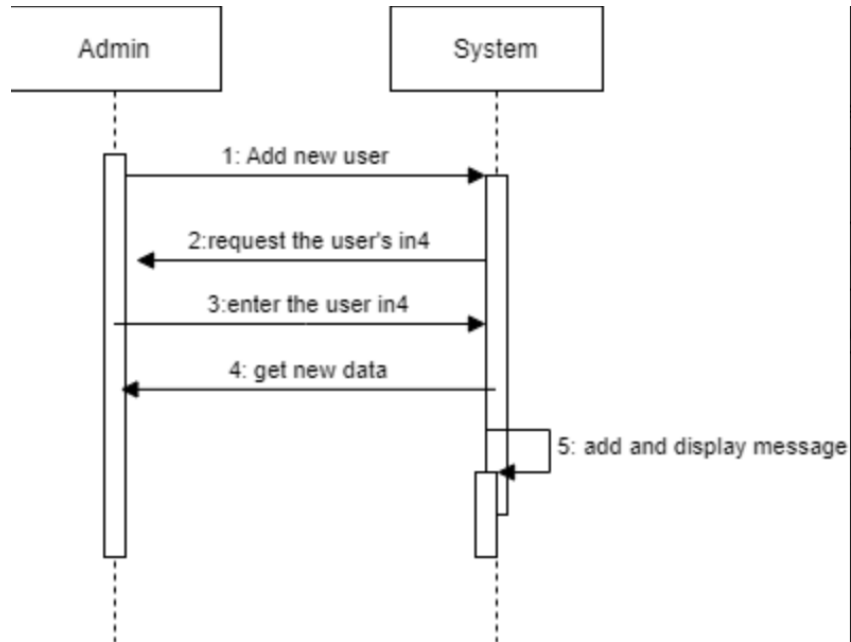 Admin
System
1: Add new user
2:request the user's in4
3:enter the user in4
4: get new data
5: add and display message